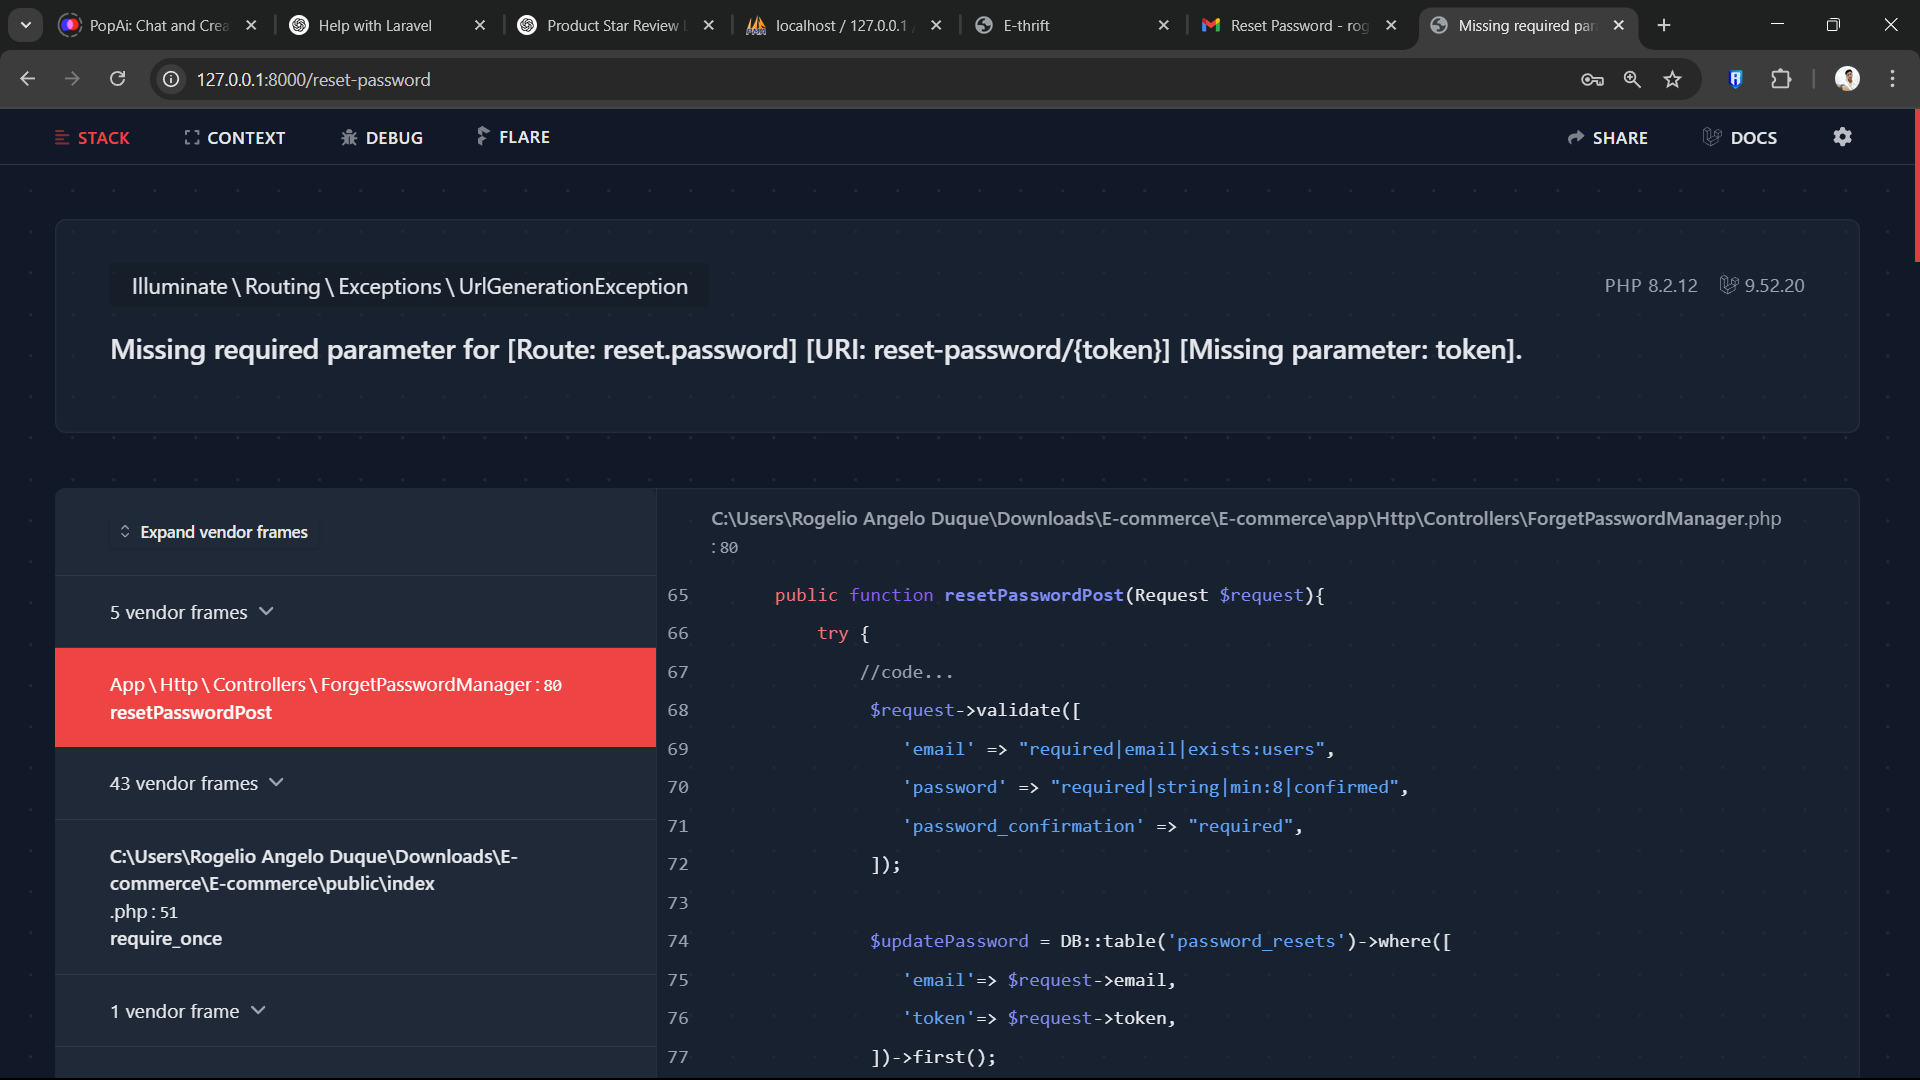 PopAi: Chat and Crea
Help with Laravel
Product Star Review
localhost / 127.0.0.1
E-thrift
Reset Password - rog
Missing required par
127.0.0.1:8000/reset-password
STACK
CONTEXT
DEBUG
FLARE
SHARE
DOCS
Illuminate\Routing\Exceptions\UrlGenerationException
PHP 8.2.12
9.52.20
Missing required parameter for [Route: reset.password] [URI: reset-password/{token}] [Missing parameter: token].
Expand vendor frames
5 vendor frames
App\Http\Controllers\ForgetPasswordManager:80
resetPasswordPost
43 vendor frames
C:\Users\Rogelio Angelo Duque\Downloads\E-
commerce\E-commerce\public\index
.php:51
require_once
1 vendor frame
C:\Users\Rogelio Angelo Duque\Downloads\E-commerce\E-commerce\app\Http\Controllers\ForgetPasswordManager.php
:80
65 public function resetPasswordPost(Request $request){
66 try {
67 //code...
68 $request->validate([
69 'email' => "required|email|exists:users",
70 'password' => "required|string|min:8|confirmed",
71 'password_confirmation' => "required",
72 ]);
73
74 $updatePassword = DB::table('password_resets')->where([
75 'email'=> $request->email,
76 'token'=> $request->token,
77 ])->first();